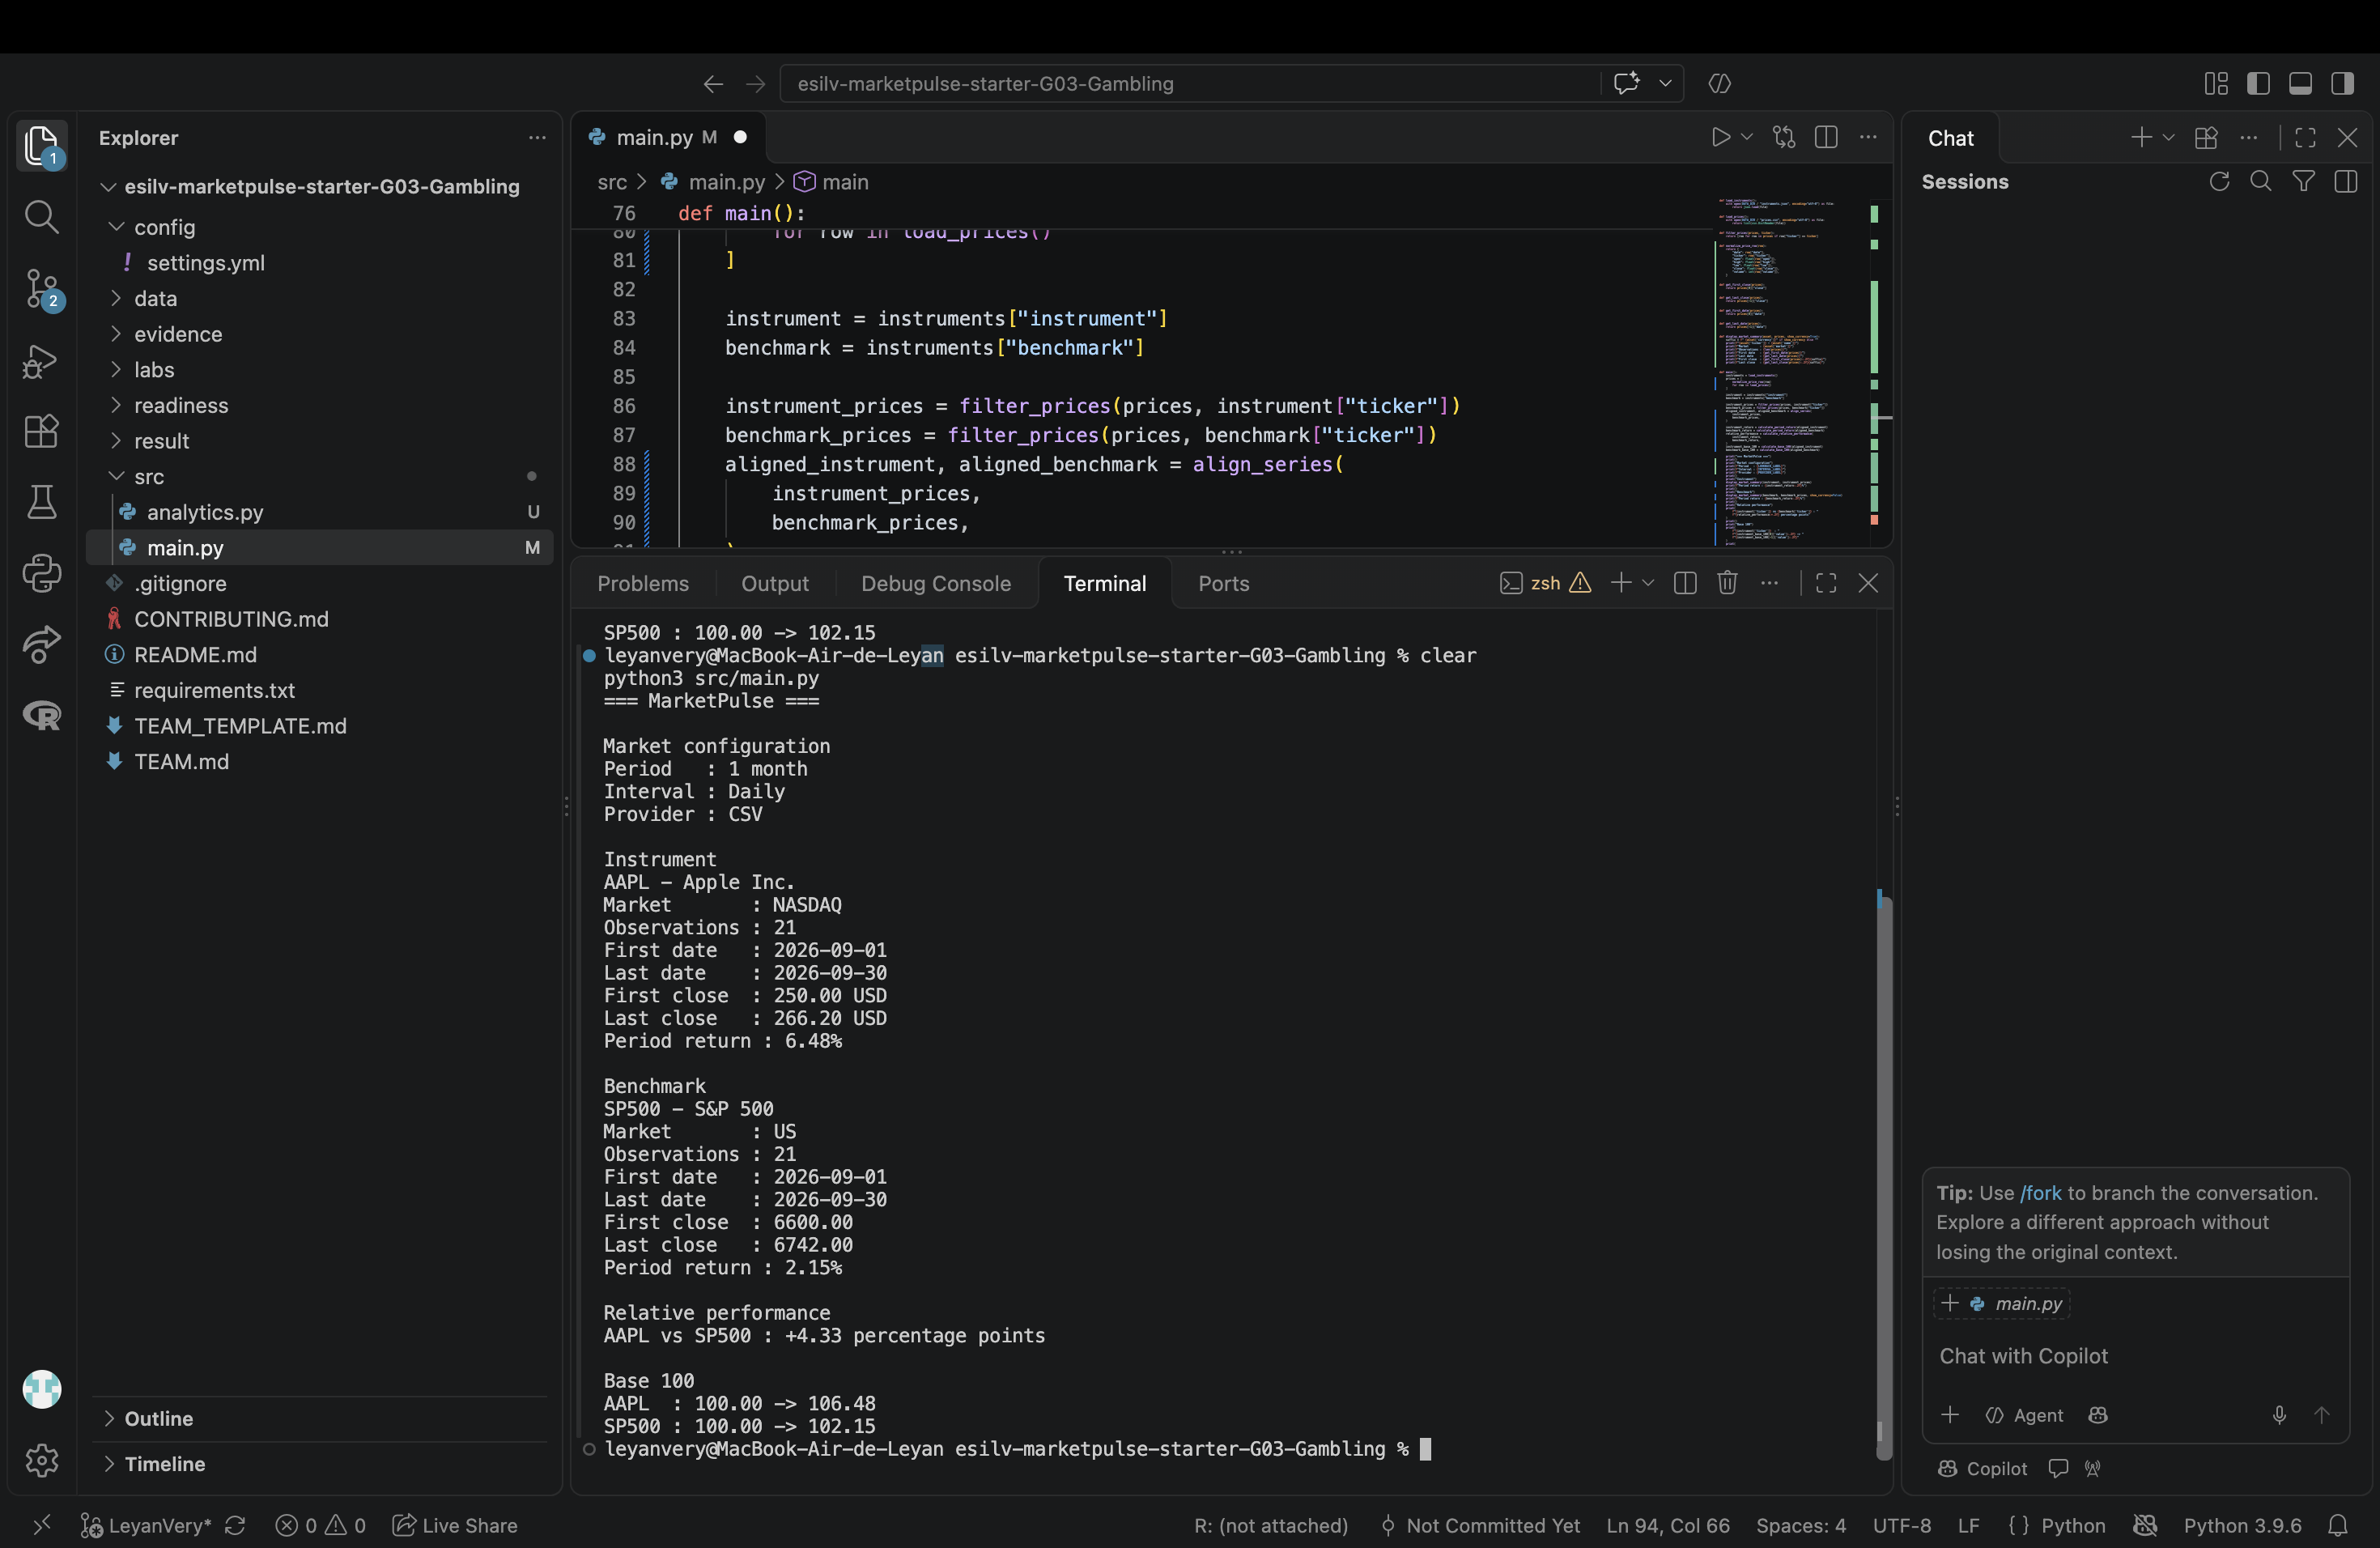 esilv-marketpulse-starter-G03-Gambling
Explorer
esilv-marketpulse-starter-G03-Gambling
config
! settings.yml
data
evidence
labs
readiness
result
src
analytics.py U
main.py M
.gitignore
CONTRIBUTING.md
README.md
requirements.txt
TEAM_TEMPLATE.md
TEAM.md
Outline
Timeline
1
2
main.py M
src > main.py > main
76 def main():
80 for row in load_prices()
81 ]
82
83 instrument = instruments["instrument"]
84 benchmark = instruments["benchmark"]
85
86 instrument_prices = filter_prices(prices, instrument["ticker"])
87 benchmark_prices = filter_prices(prices, benchmark["ticker"])
88 aligned_instrument, aligned_benchmark = align_series(
89 instrument_prices,
90 benchmark_prices,
91 )
Problems Output Debug Console Terminal Ports zsh
SP500 : 100.00 -> 102.15
leyanvery@MacBook-Air-de-Leyan esilv-marketpulse-starter-G03-Gambling % clear
python3 src/main.py
=== MarketPulse ===
Market configuration
Period   : 1 month
Interval : Daily
Provider : CSV
Instrument
AAPL - Apple Inc.
Market       : NASDAQ
Observations : 21
First date   : 2026-09-01
Last date    : 2026-09-30
First close  : 250.00 USD
Last close   : 266.20 USD
Period return : 6.48%
Benchmark
SP500 - S&P 500
Market       : US
Observations : 21
First date   : 2026-09-01
Last date    : 2026-09-30
First close  : 6600.00
Last close   : 6742.00
Period return : 2.15%
Relative performance
AAPL vs SP500 : +4.33 percentage points
Base 100
AAPL  : 100.00 -> 106.48
SP500 : 100.00 -> 102.15
leyanvery@MacBook-Air-de-Leyan esilv-marketpulse-starter-G03-Gambling %
Chat
Sessions
Tip: Use /fork to branch the conversation.
Explore a different approach without
losing the original context.
main.py
Chat with Copilot
Agent
Copilot
LeyanVery* 0 0 Live Share R: (not attached) Not Committed Yet Ln 94, Col 66 Spaces: 4 UTF-8 LF {} Python Python 3.9.6